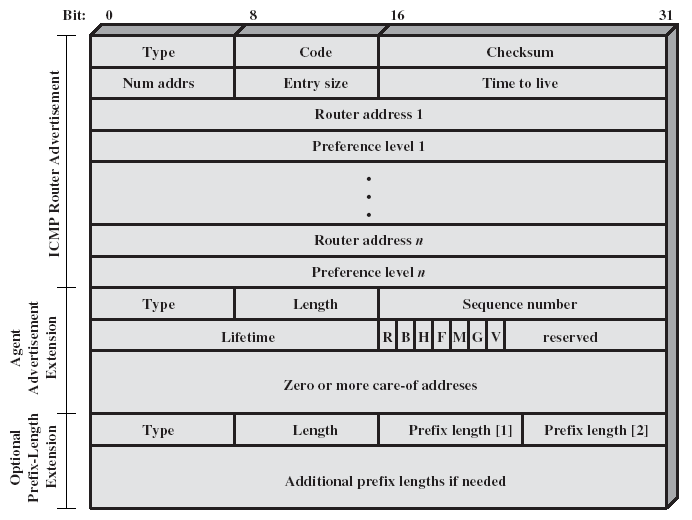 Bit: 0 8 16 31
ICMP Router Advertisement
Type Code Checksum
Num addrs Entry size Time to live
Router address 1
Preference level 1
Router address n
Preference level n
Agent
Advertisement
Extension
Type Length Sequence number
Lifetime R B H F M G V reserved
Zero or more care-of addreses
Optional
Prefix-Length
Extension
Type Length Prefix length [1] Prefix length [2]
Additional prefix lengths if needed